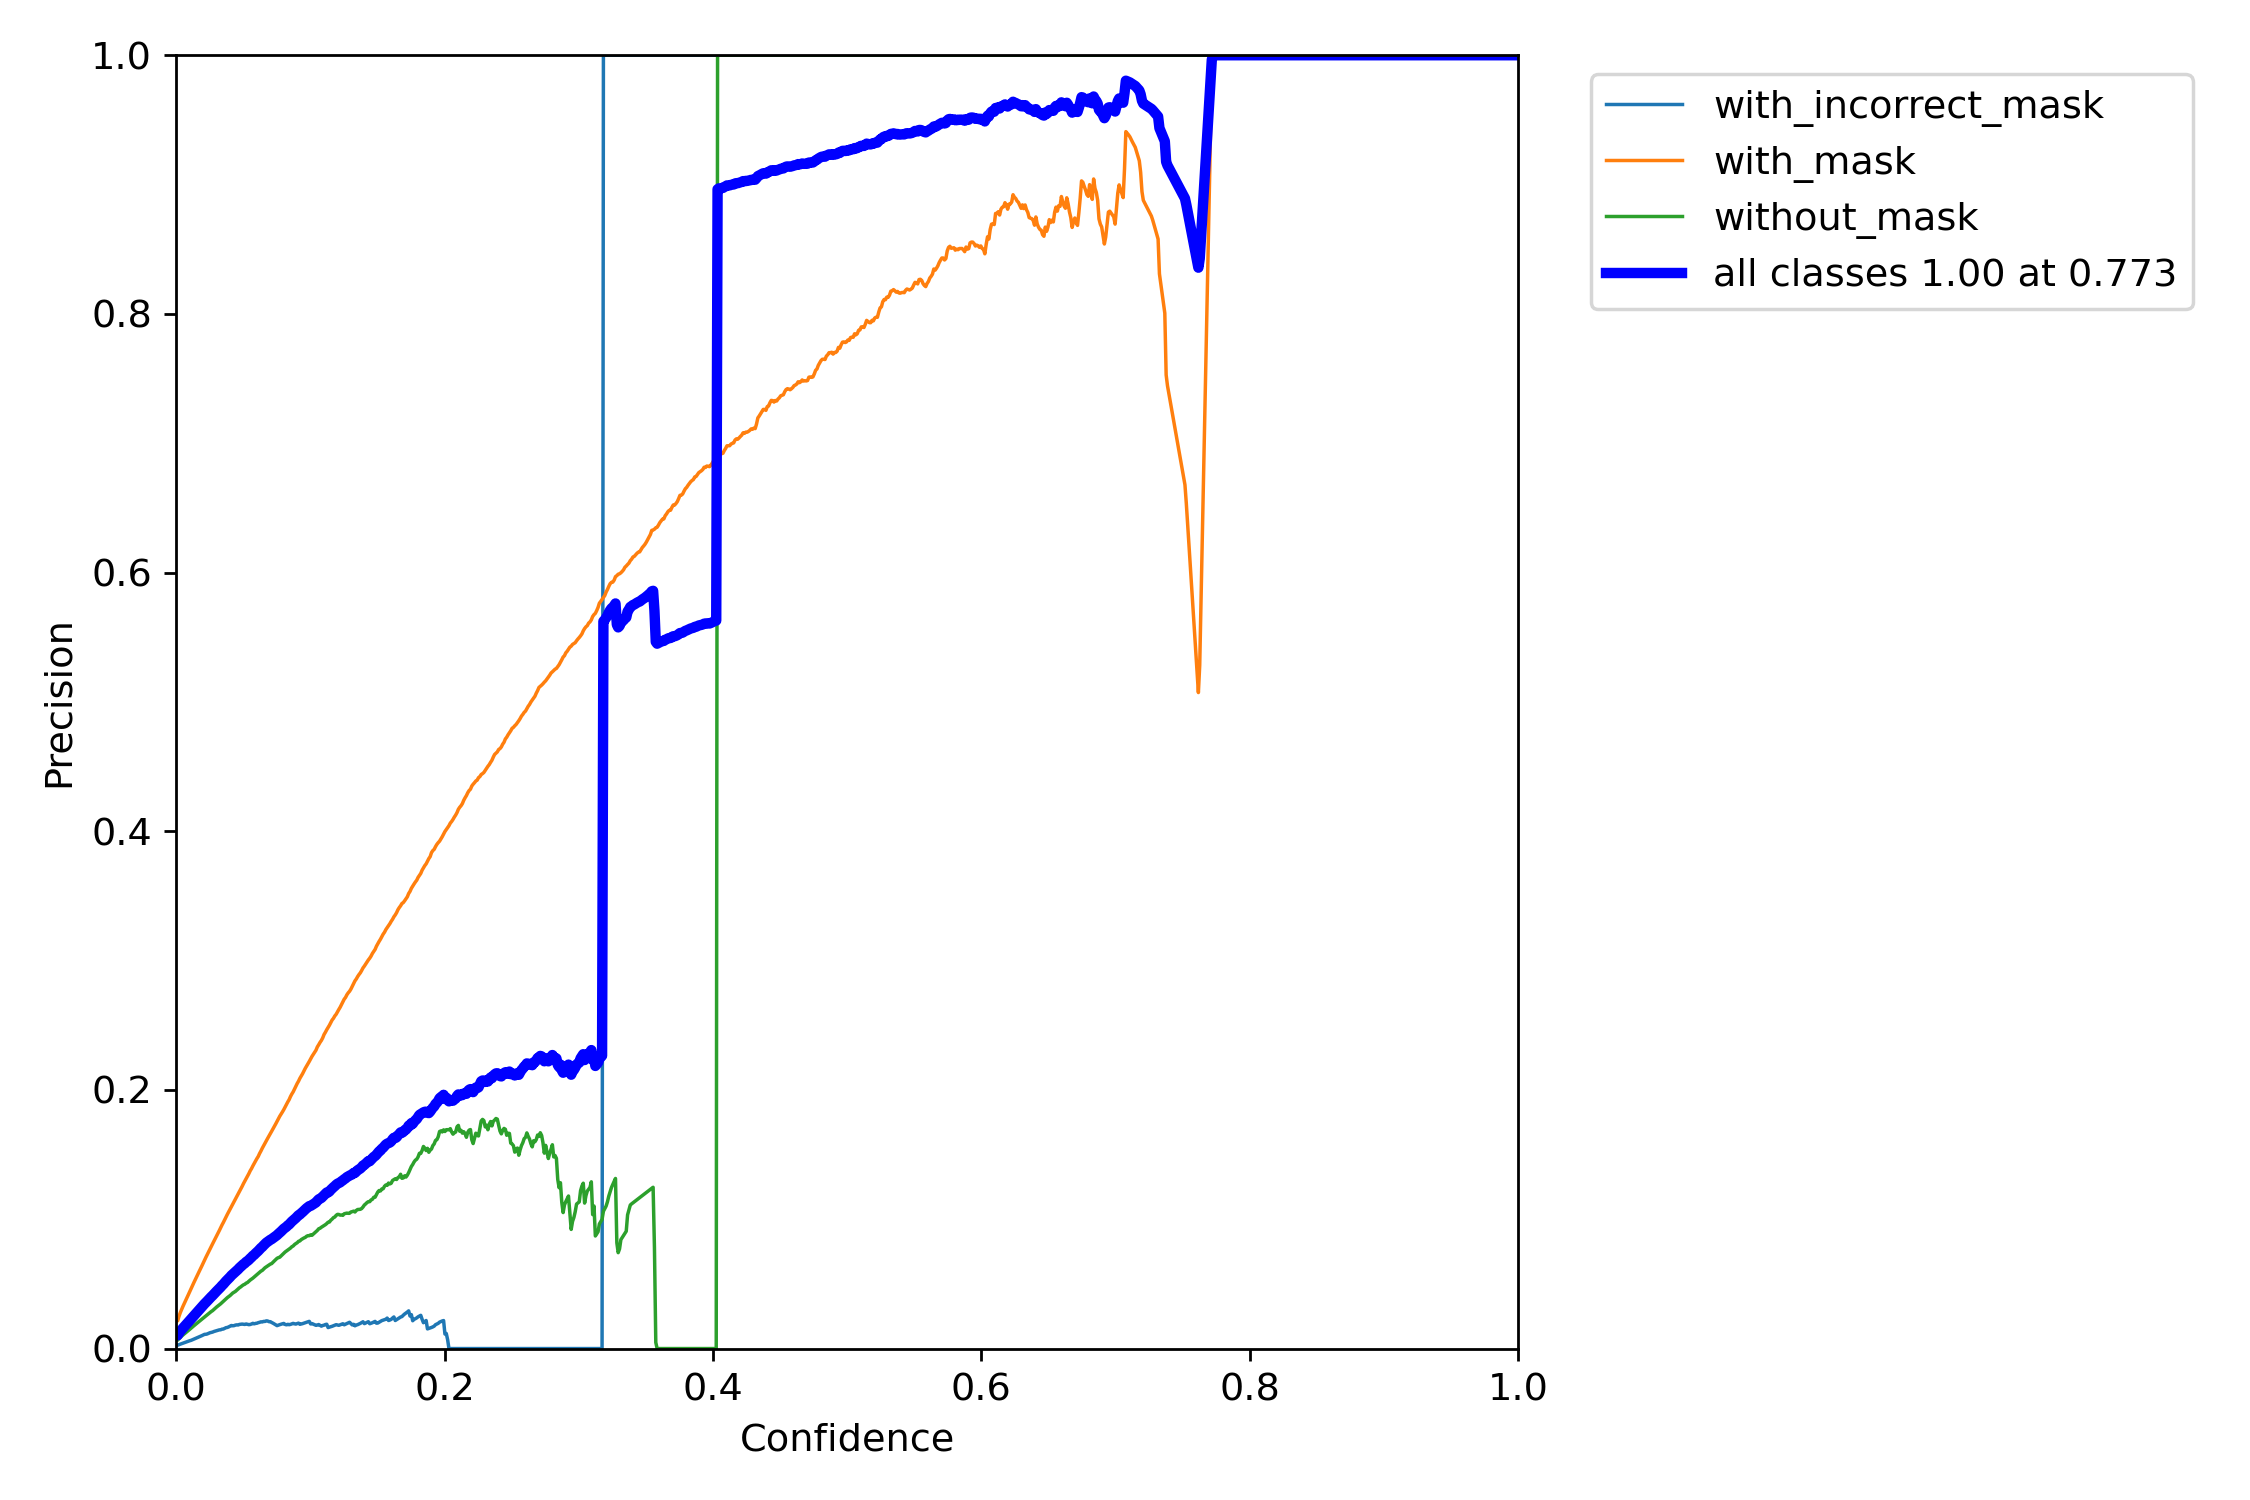 1.0
0.8
0.6
0.4
0.2
0.0
Precision
0.0 0.2 0.4 0.6 0.8 1.0
Confidence
with_incorrect_mask
with_mask
without_mask
all classes 1.00 at 0.773